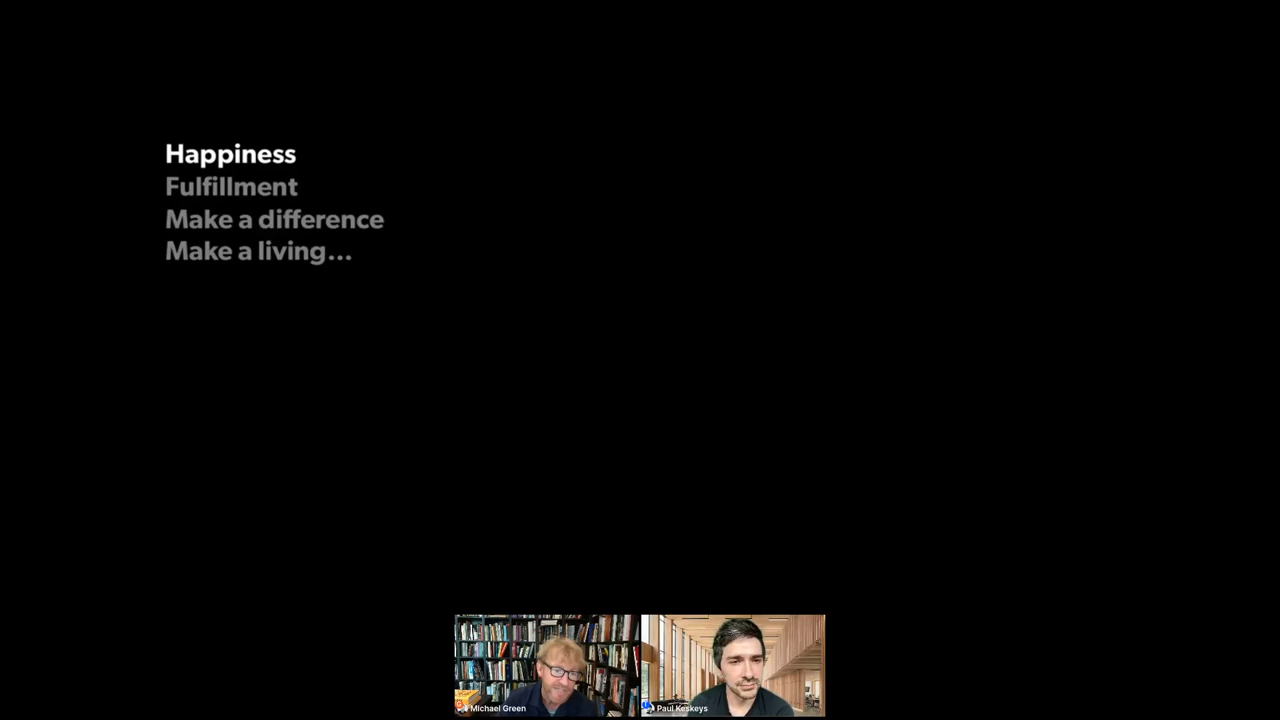 Happiness
Fulfillment
Make a difference
Make a living...
Michael Green
Paul Keskeys